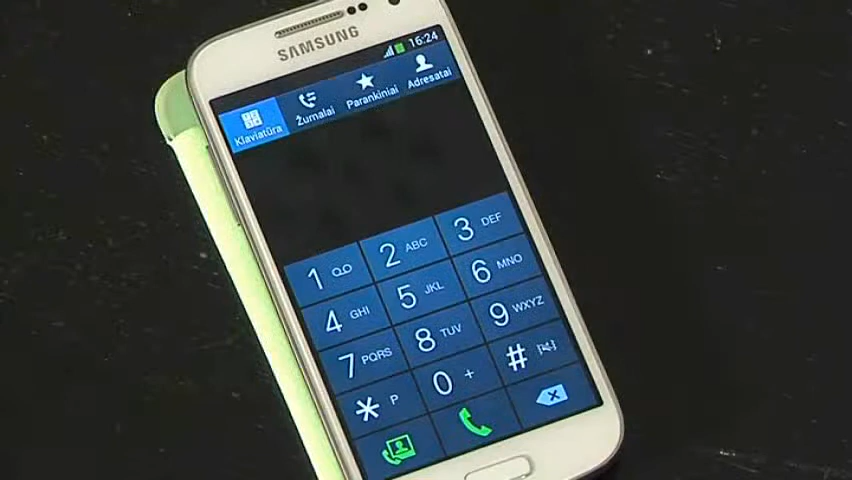 SAMSUNG
16:24
Klaviatūra Žurnalai Parankiniai Adresatai
1 2 ABC 3 DEF
4 GHI 5 JKL 6 MNO
7 PQRS 8 TUV 9 WXYZ
* P 0 + #